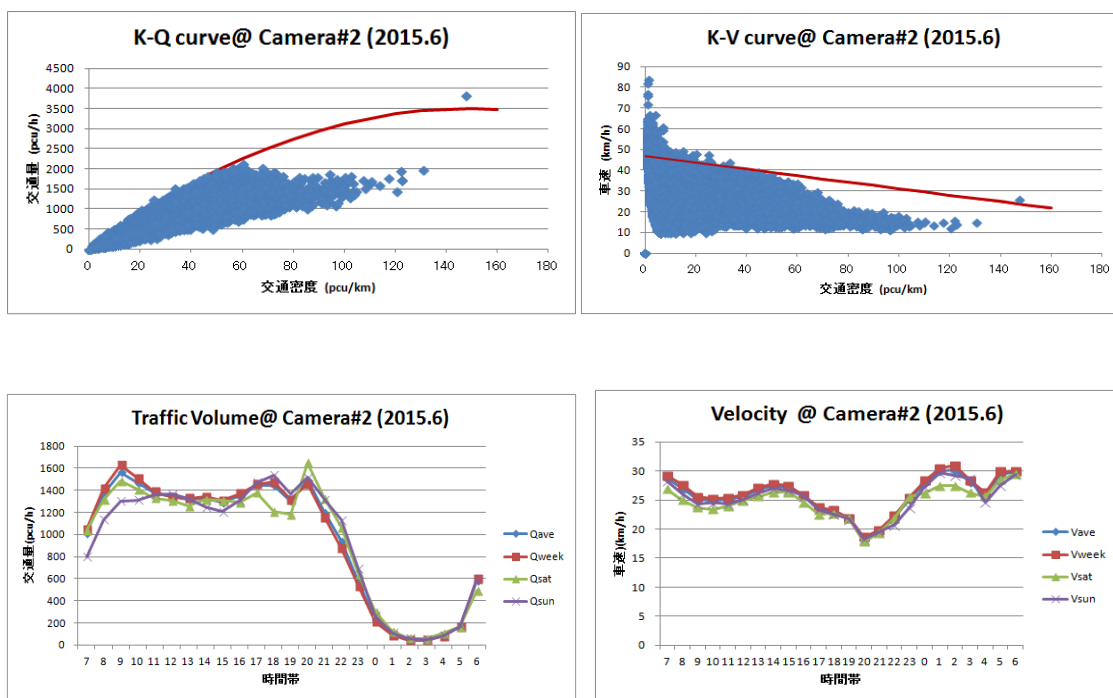 K-Q curve@ Camera#2 (2015.6)
交通量 (pcu/h)
4500
4000
3500
3000
2500
2000
1500
1000
500
0
0 20 40 60 80 100 120 140 160 180
交通密度 (pcu/km)
K-V curve@ Camera#2 (2015.6)
車速 (km/h)
90
80
70
60
50
40
30
20
10
0
0 20 40 60 80 100 120 140 160 180
交通密度 (pcu/km)
Traffic Volume@ Camera#2 (2015.6)
交通量(pcu/h)
1800
1600
1400
1200
1000
800
600
400
200
0
7 8 9 10 11 12 13 14 15 16 17 18 19 20 21 22 23 0 1 2 3 4 5 6
時間帯
Qave
Qweek
Qsat
Qsun
Velocity @ Camera#2 (2015.6)
車速)(km/h)
35
30
25
20
15
10
5
0
7 8 9 10 11 12 13 14 15 16 17 18 19 20 21 22 23 0 1 2 3 4 5 6
時間帯
Vave
Vweek
Vsat
Vsun